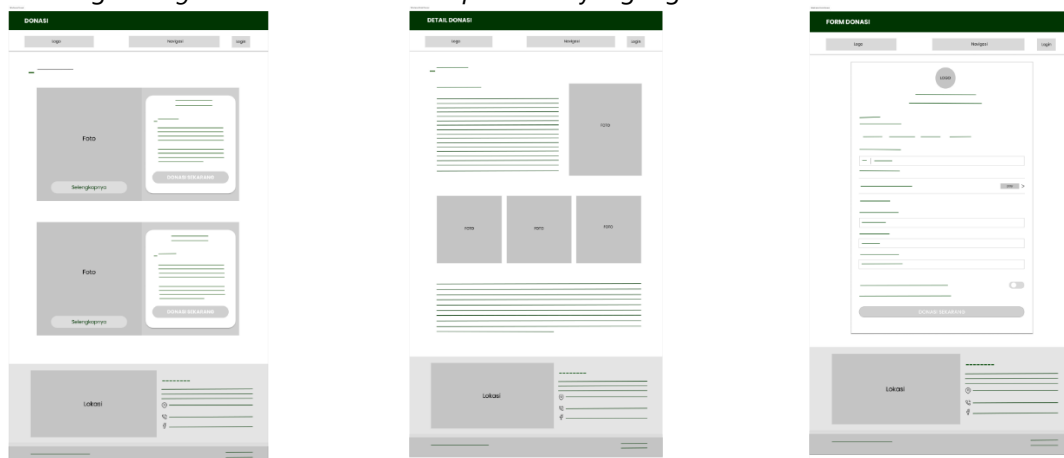 DONASI
Logo Navigasi Login
Foto
Selengkapnya
DONASI SEKARANG
Foto
Selengkapnya
DONASI SEKARANG
Lokasi
DETAIL DONASI
Logo Navigasi Login
FOTO
FOTO FOTO FOTO
Lokasi
FORM DONASI
Logo Navigasi Login
LOGO
DONASI SEKARANG
Lokasi